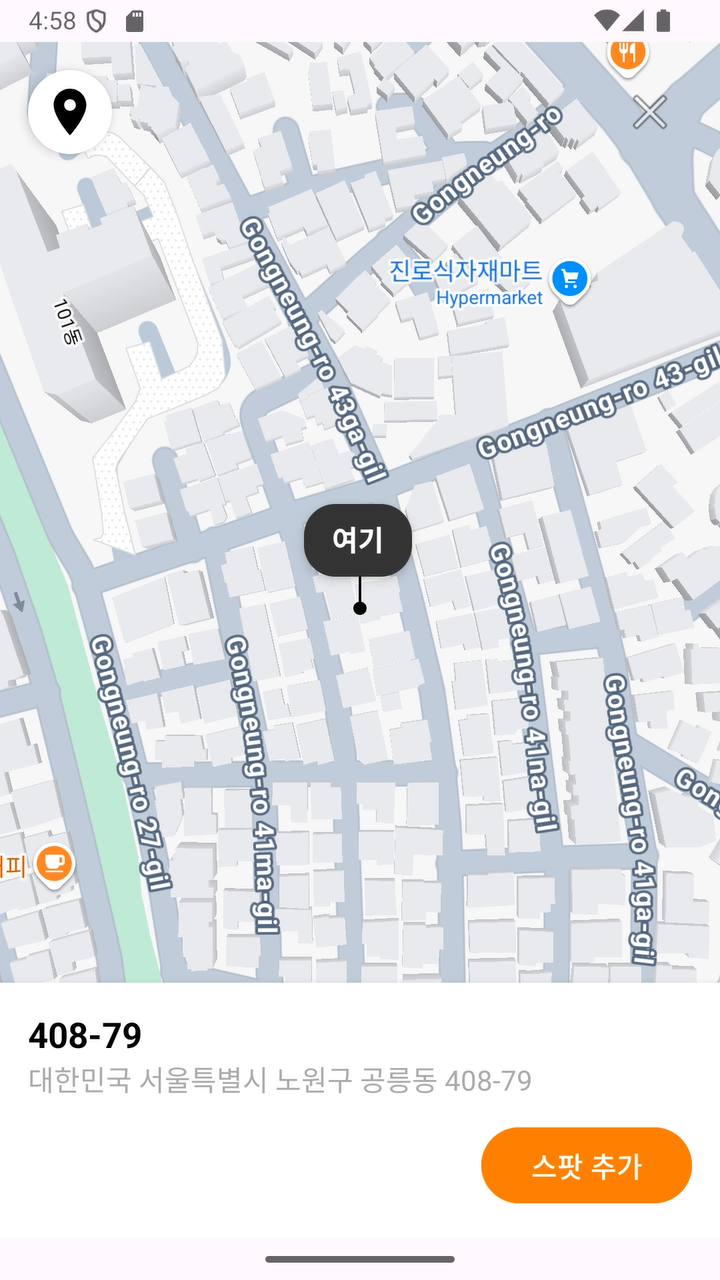 4:58
Gongneung-ro
Gongneung-ro 43ga-gil
진로식자재마트
Hypermarket
101동
Gongneung-ro 43-gil
여기
Gongneung-ro 27-gil
Gongneung-ro 41ma-gil
Gongneung-ro 41na-gil
Gongneung-ro 41ga-gil
408-79
대한민국 서울특별시 노원구 공릉동 408-79
스팟 추가